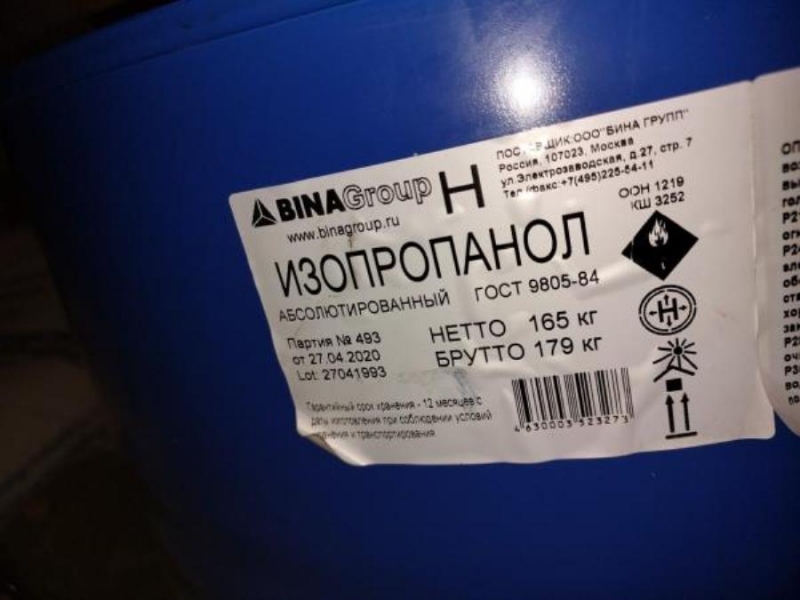 BINAGroup Н
www.binagroup.ru
ООО"БИНА ГРУПП"
Россия, 107023, Москва
ул.Электрозаводская, д.27, стр. 7
Тел./факс:+7(495)225-54-11
ООН 1219
КШ 3252
ИЗОПРОПАНОЛ
АБСОЛЮТИРОВАННЫЙ ГОСТ 9805-84
Партия № 493
от 27.04.2020
Lot: 27041993
НЕТТО 165 кг
БРУТТО 179 кг
Гарантийный срок хранения - 12 месяцев с
даты изготовления при соблюдении условий
и транспортирования
4630003523273
Н